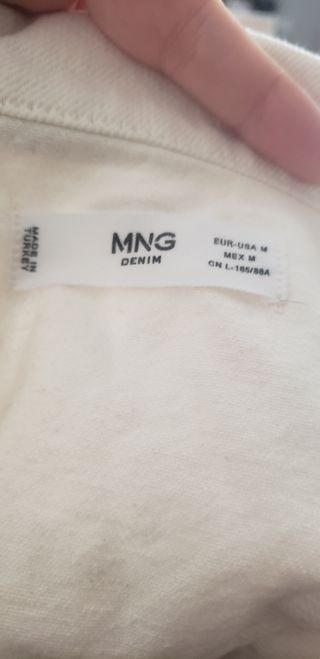 MADE IN
TURKEY
MNG
DENIM
EUR-USA M
MEX M
CN L-165/88A